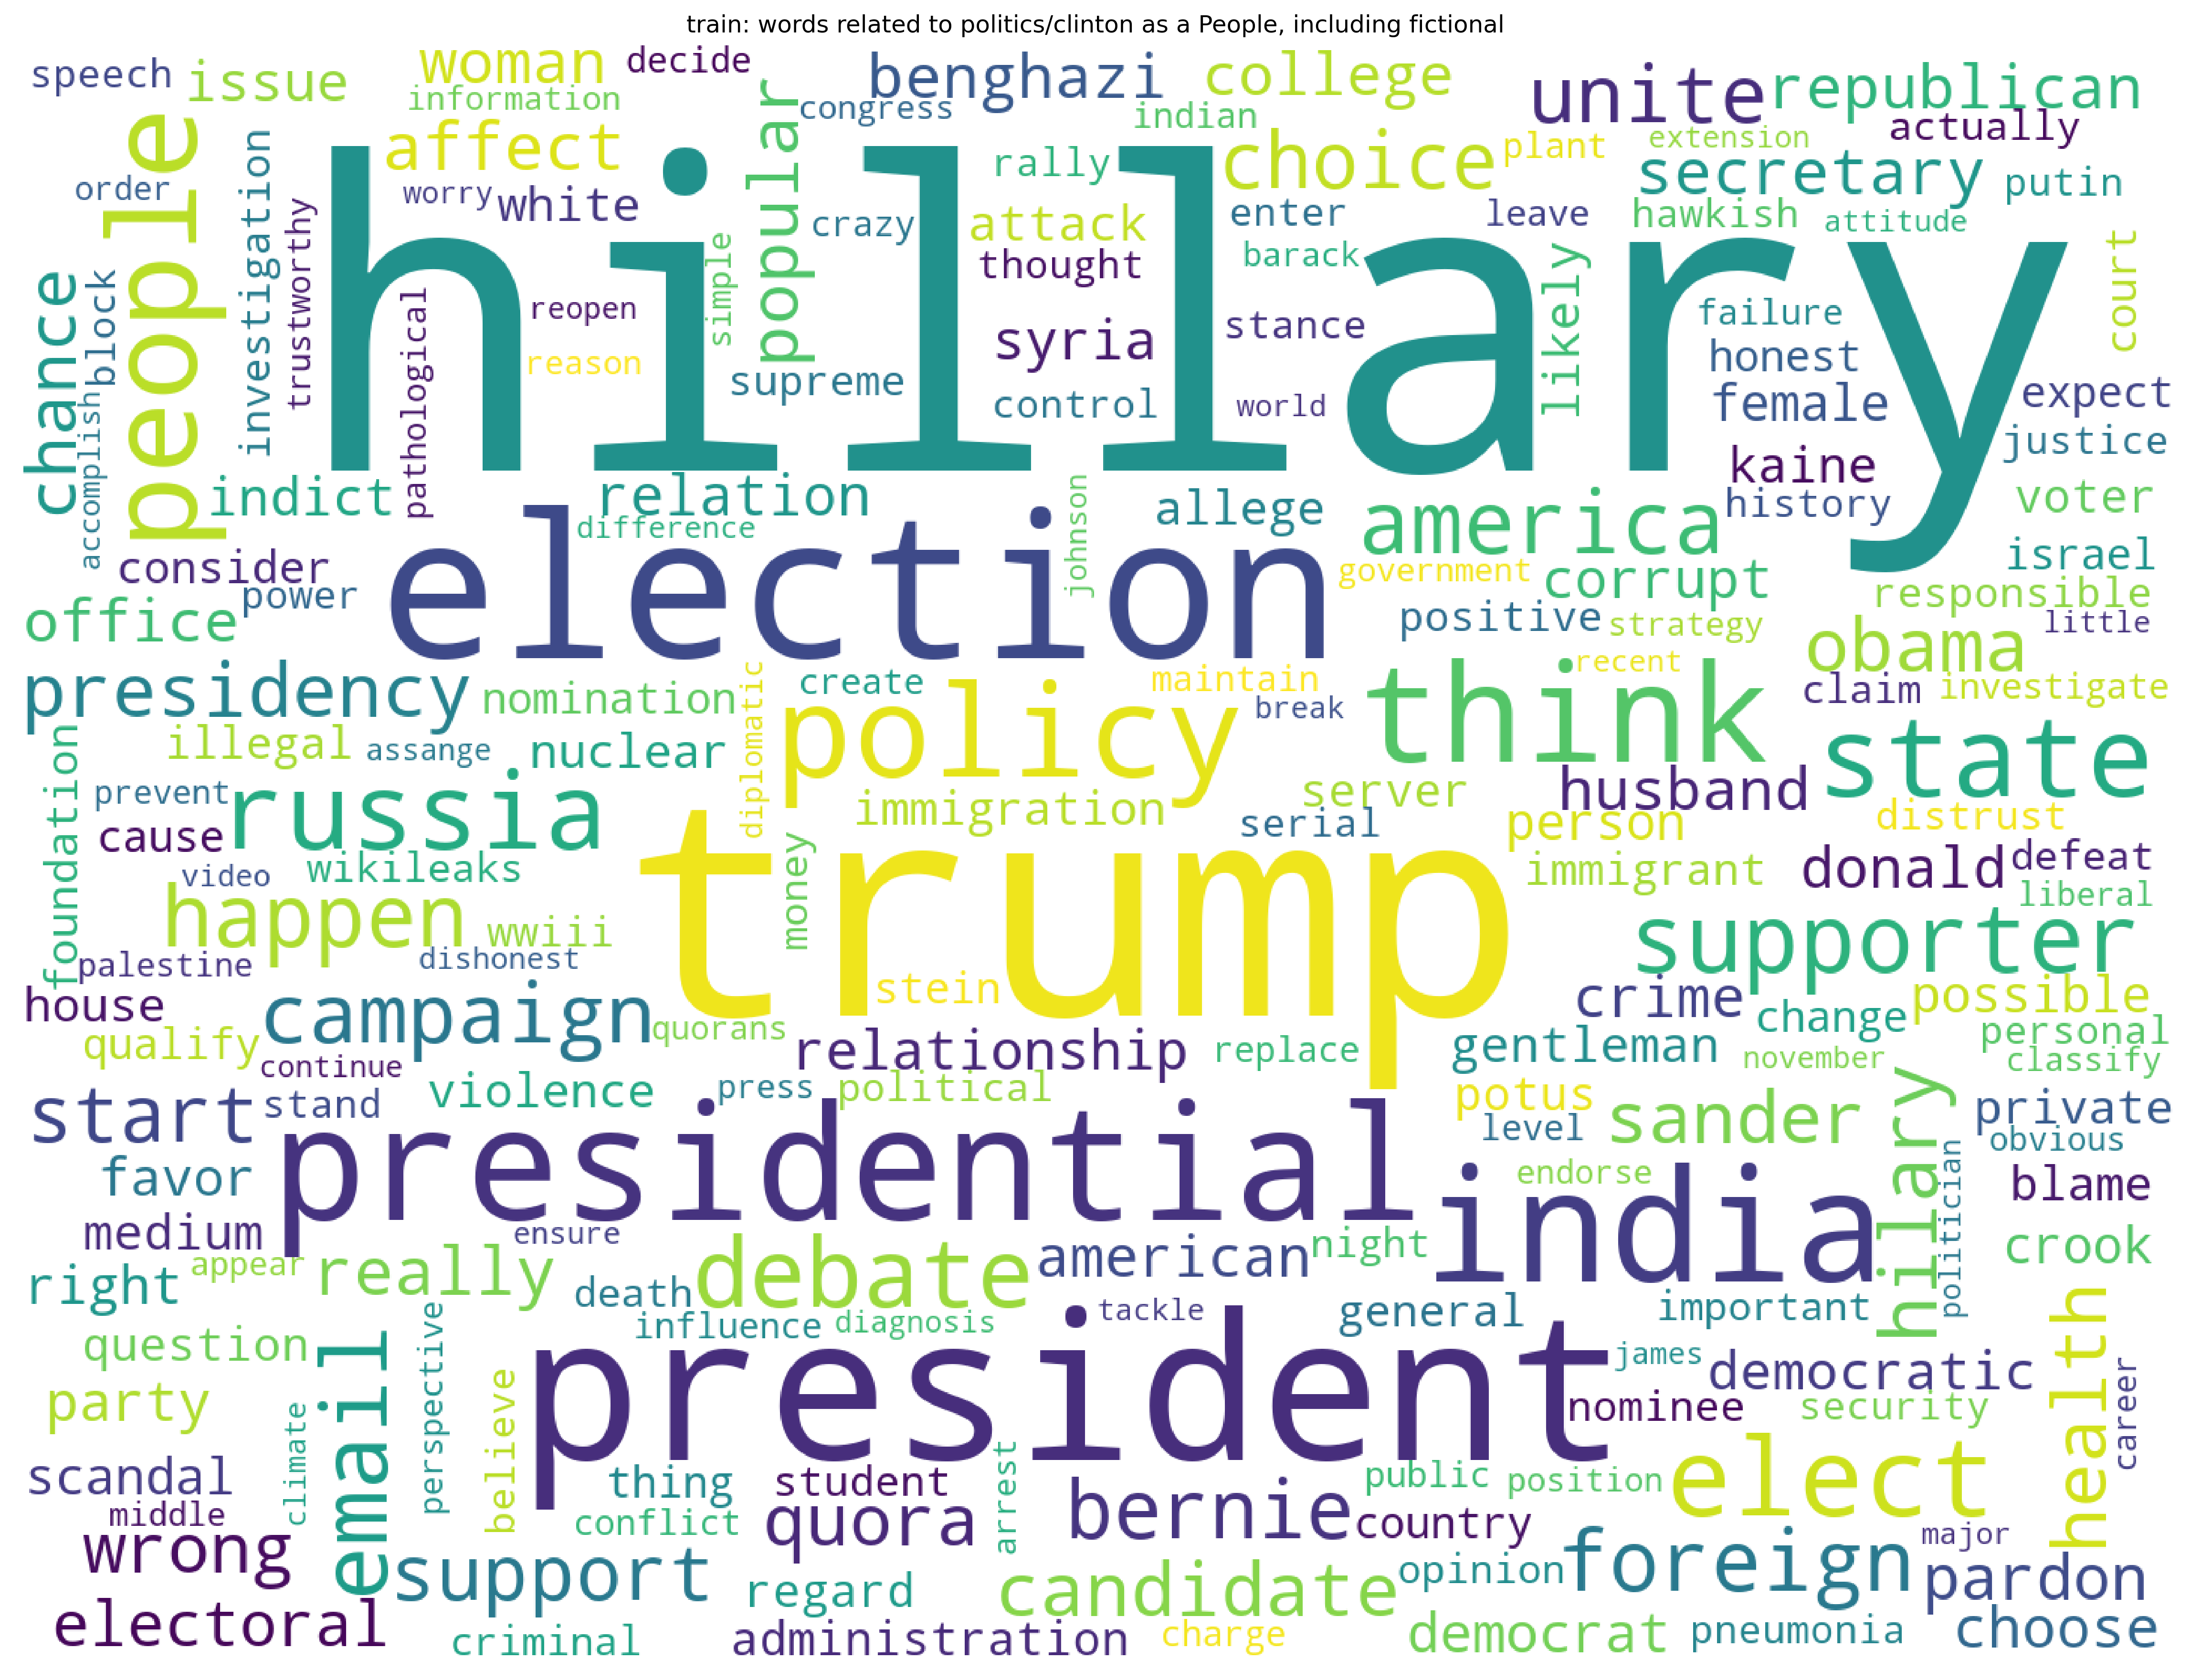 train: words related to politics/clinton as a People, including fictional
speech issue woman decide benghazi college unite republican
information congress indian extension actually
people affect popular rally choice plant secretary putin
order investigation trustworthy worry white crazy attack enter leave hawkish attitude
hillary
chance block simple thought barack likely court
accomplish pathological reopen syria stance failure
reason supreme control world honest female expect
kaine justice
indict relation allege america history voter
difference johnson
consider election government corrupt israel
office power positive strategy responsible little
presidency nomination diplomatic create policy maintain break think recent obama claim investigate
illegal assange nuclear state
foundation prevent russia immigration server husband
cause money serial person distrust
video wikileaks trump immigrant donald defeat
happen wwiii liberal
palestine dishonest supporter
house campaign stein crime possible
qualify quorans relationship replace gentleman change personal
continue november classify
start stand violence press political potus sander hilary private
level obvious
favor presidential endorse india politician blame
medium ensure american night crook
right appear really debate
death tackle general important health
question email perspective influence diagnosis president james democratic career
party believe nominee security
scandal climate thing student arrest public position elect
middle conflict quora bernie country major
wrong support regard candidate opinion foreign pardon
electoral criminal administration charge democrat pneumonia choose